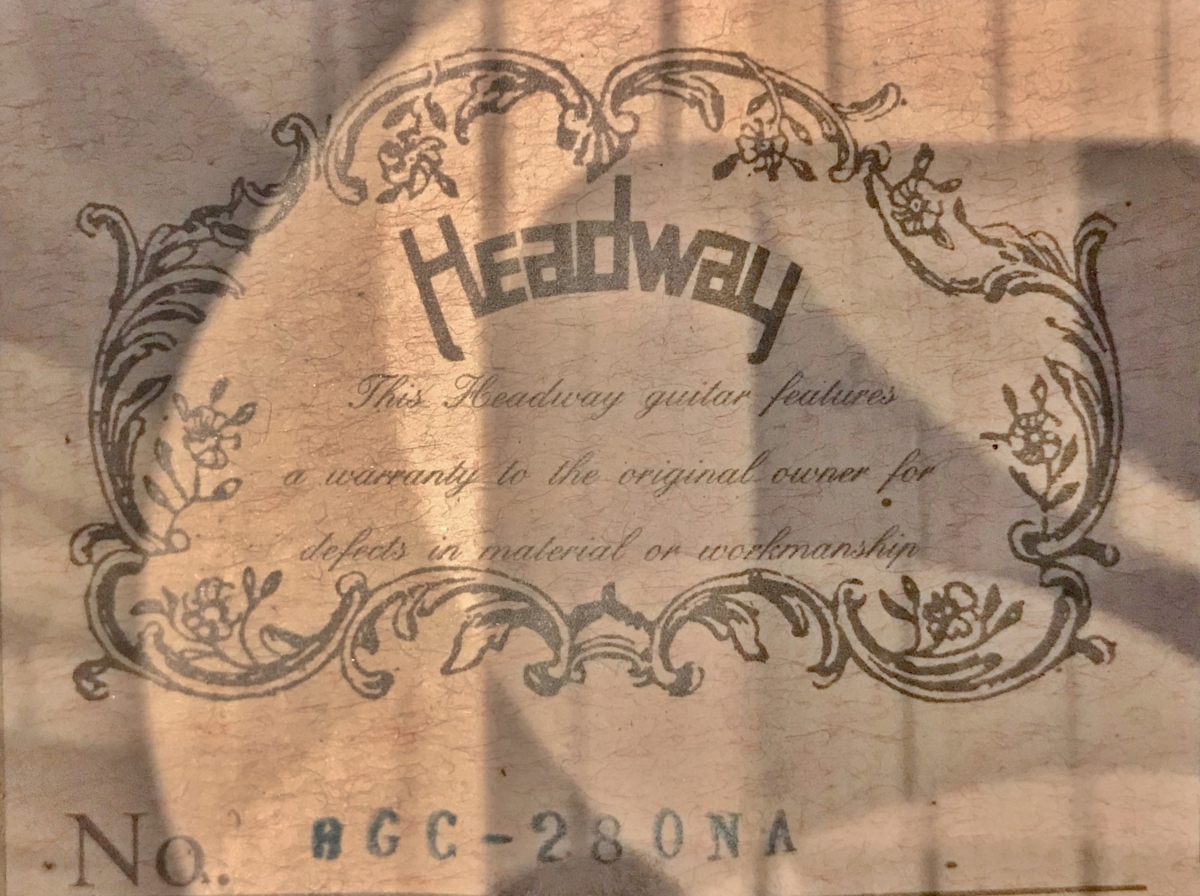 Headway
This Headway guitar features
a warranty to the original owner for
defects in material or workmanship
No. HGC-280NA